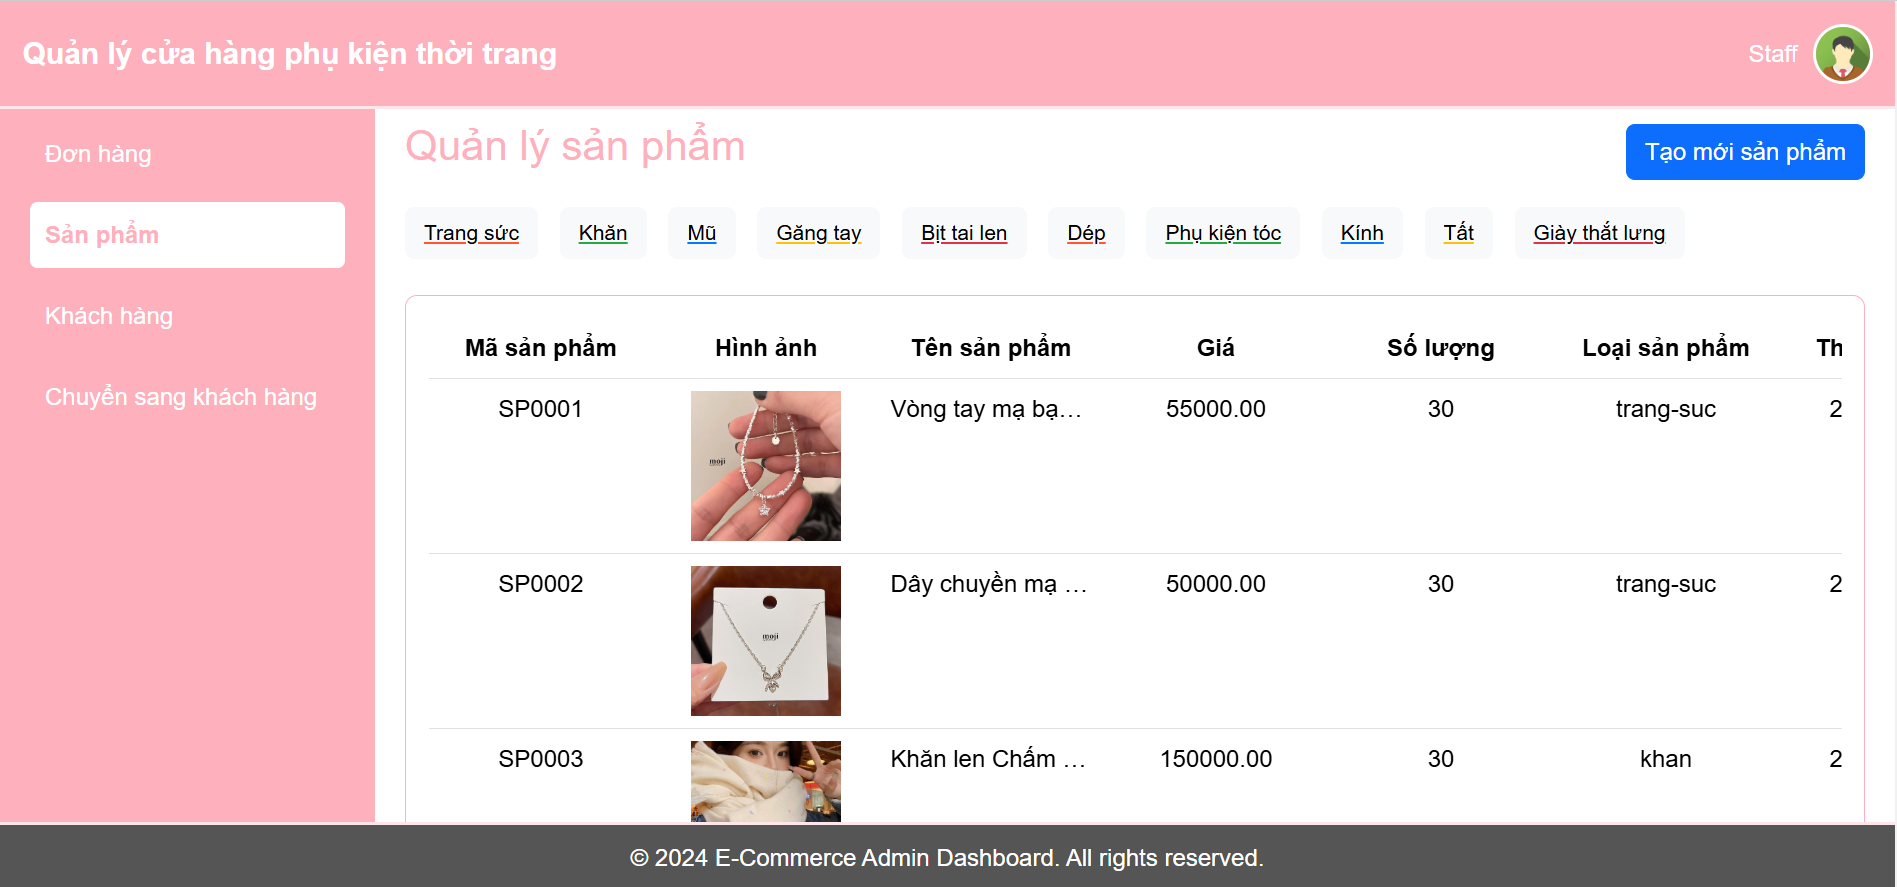 Quản lý cửa hàng phụ kiện thời trang
Staff
Đơn hàng
Sản phẩm
Khách hàng
Chuyển sang khách hàng
Quản lý sản phẩm
Tạo mới sản phẩm
Trang sức Khăn Mũ Găng tay Bịt tai len Dép Phụ kiện tóc Kính Tất Giày thắt lưng
Mã sản phẩm Hình ảnh Tên sản phẩm Giá Số lượng Loại sản phẩm Th
SP0001 Vòng tay mạ bạ… 55000.00 30 trang-suc 2
moji
SP0002 Dây chuyền mạ … 50000.00 30 trang-suc 2
moji
SP0003 Khăn len Chấm … 150000.00 30 khan 2
© 2024 E-Commerce Admin Dashboard. All rights reserved.